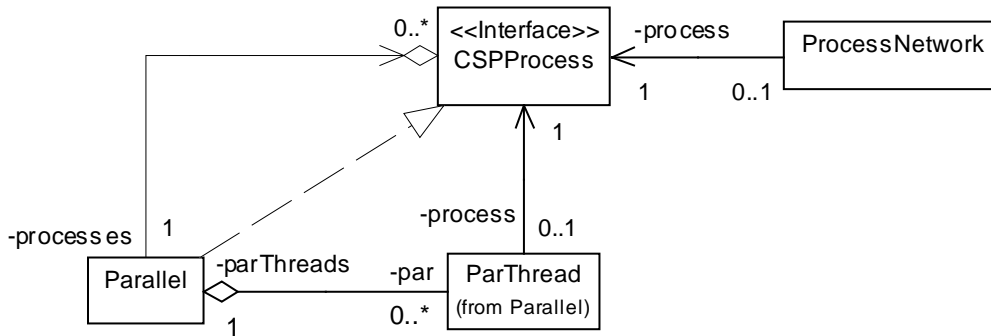 0..*
<<Interface>>
CSPProcess
-process
ProcessNetwork
1
0..1
1
-process
0..1
-processes
1
Parallel
-parThreads
-par
ParThread
(from Parallel)
1
0..*